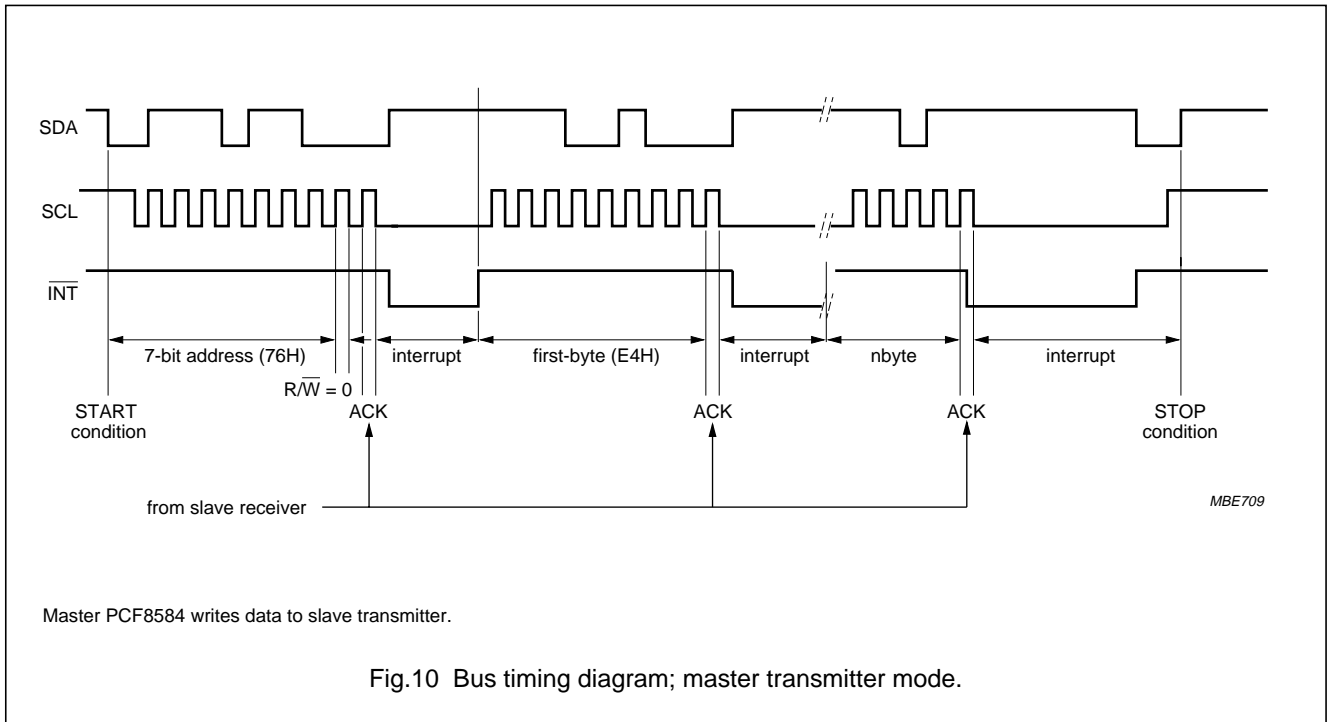 SDA
SCL
INT
7-bit address (76H)
interrupt
first-byte (E4H)
interrupt
nbyte
interrupt
R/W = 0
START
condition
ACK
ACK
ACK
STOP
condition
from slave receiver
MBE709
Master PCF8584 writes data to slave transmitter.
Fig.10 Bus timing diagram; master transmitter mode.